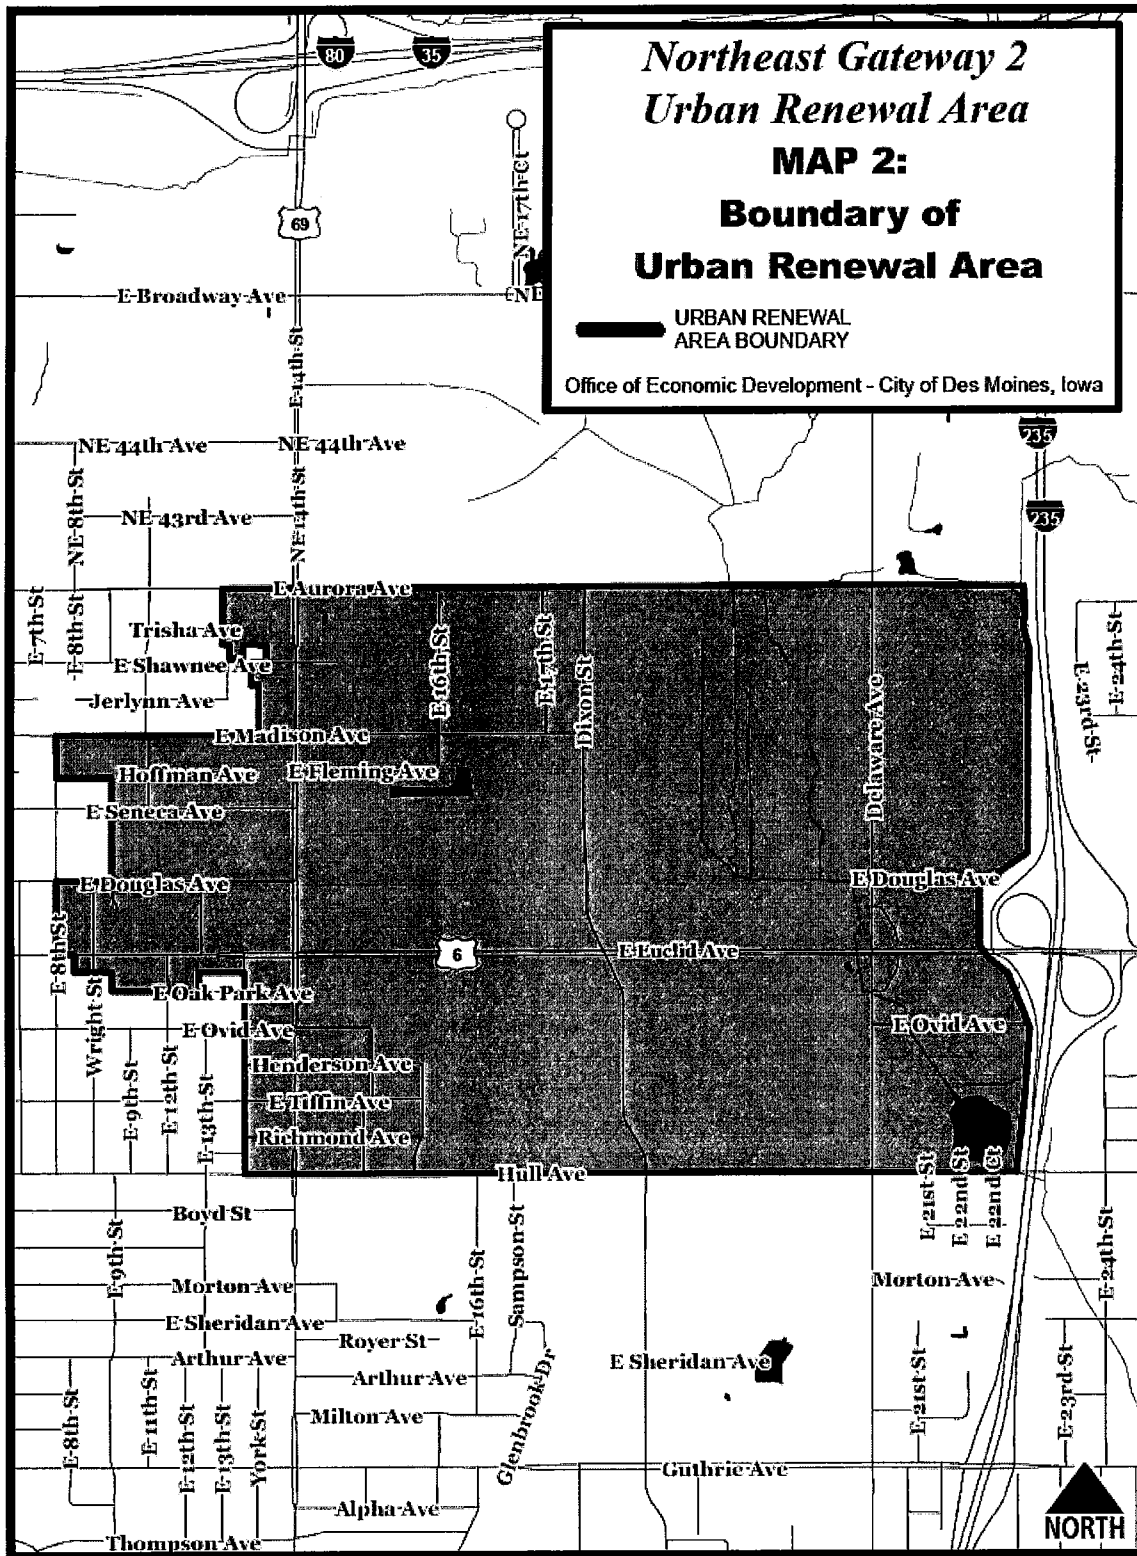 Northeast Gateway 2
Urban Renewal Area
MAP 2:
Boundary of
Urban Renewal Area
URBAN RENEWAL
AREA BOUNDARY
Office of Economic Development - City of Des Moines, Iowa
80
35
69
NE 17th Ct
E Broadway Ave
NE
E 14th St
235
NE 44th Ave
NE 44th Ave
NE 8th St
NE 14th St
NE 43rd Ave
235
E Aurora Ave
E 7th St
E 8th St
Trisha Ave
E Shawnee Ave
Jerlynn Ave
E 16th St
E 17th St
Dixon St
Delaware Ave
E 23rd St
E 24th St
E Madison Ave
Hoffman Ave
E Fleming Ave
E Seneca Ave
E Douglas Ave
E Douglas Ave
E 8th St
6
E Euclid Ave
E Oak Park Ave
Wright St
E Ovid Ave
E Ovid Ave
E 9th St
E 12th St
E 13th St
Henderson Ave
E Tiffin Ave
Richmond Ave
Hull Ave
E 21st St
E 22nd St
E 22nd Ct
Boyd St
E 9th St
E 16th St
Sampson St
E 24th St
Morton Ave
Morton Ave
E Sheridan Ave
Royer St
Arthur Ave
E Sheridan Ave
Arthur Ave
E 8th St
E 11th St
E 12th St
E 13th St
York St
Milton Ave
Glenbrook Dr
E 21st St
E 23rd St
Guthrie Ave
Alpha Ave
Thompson Ave
NORTH